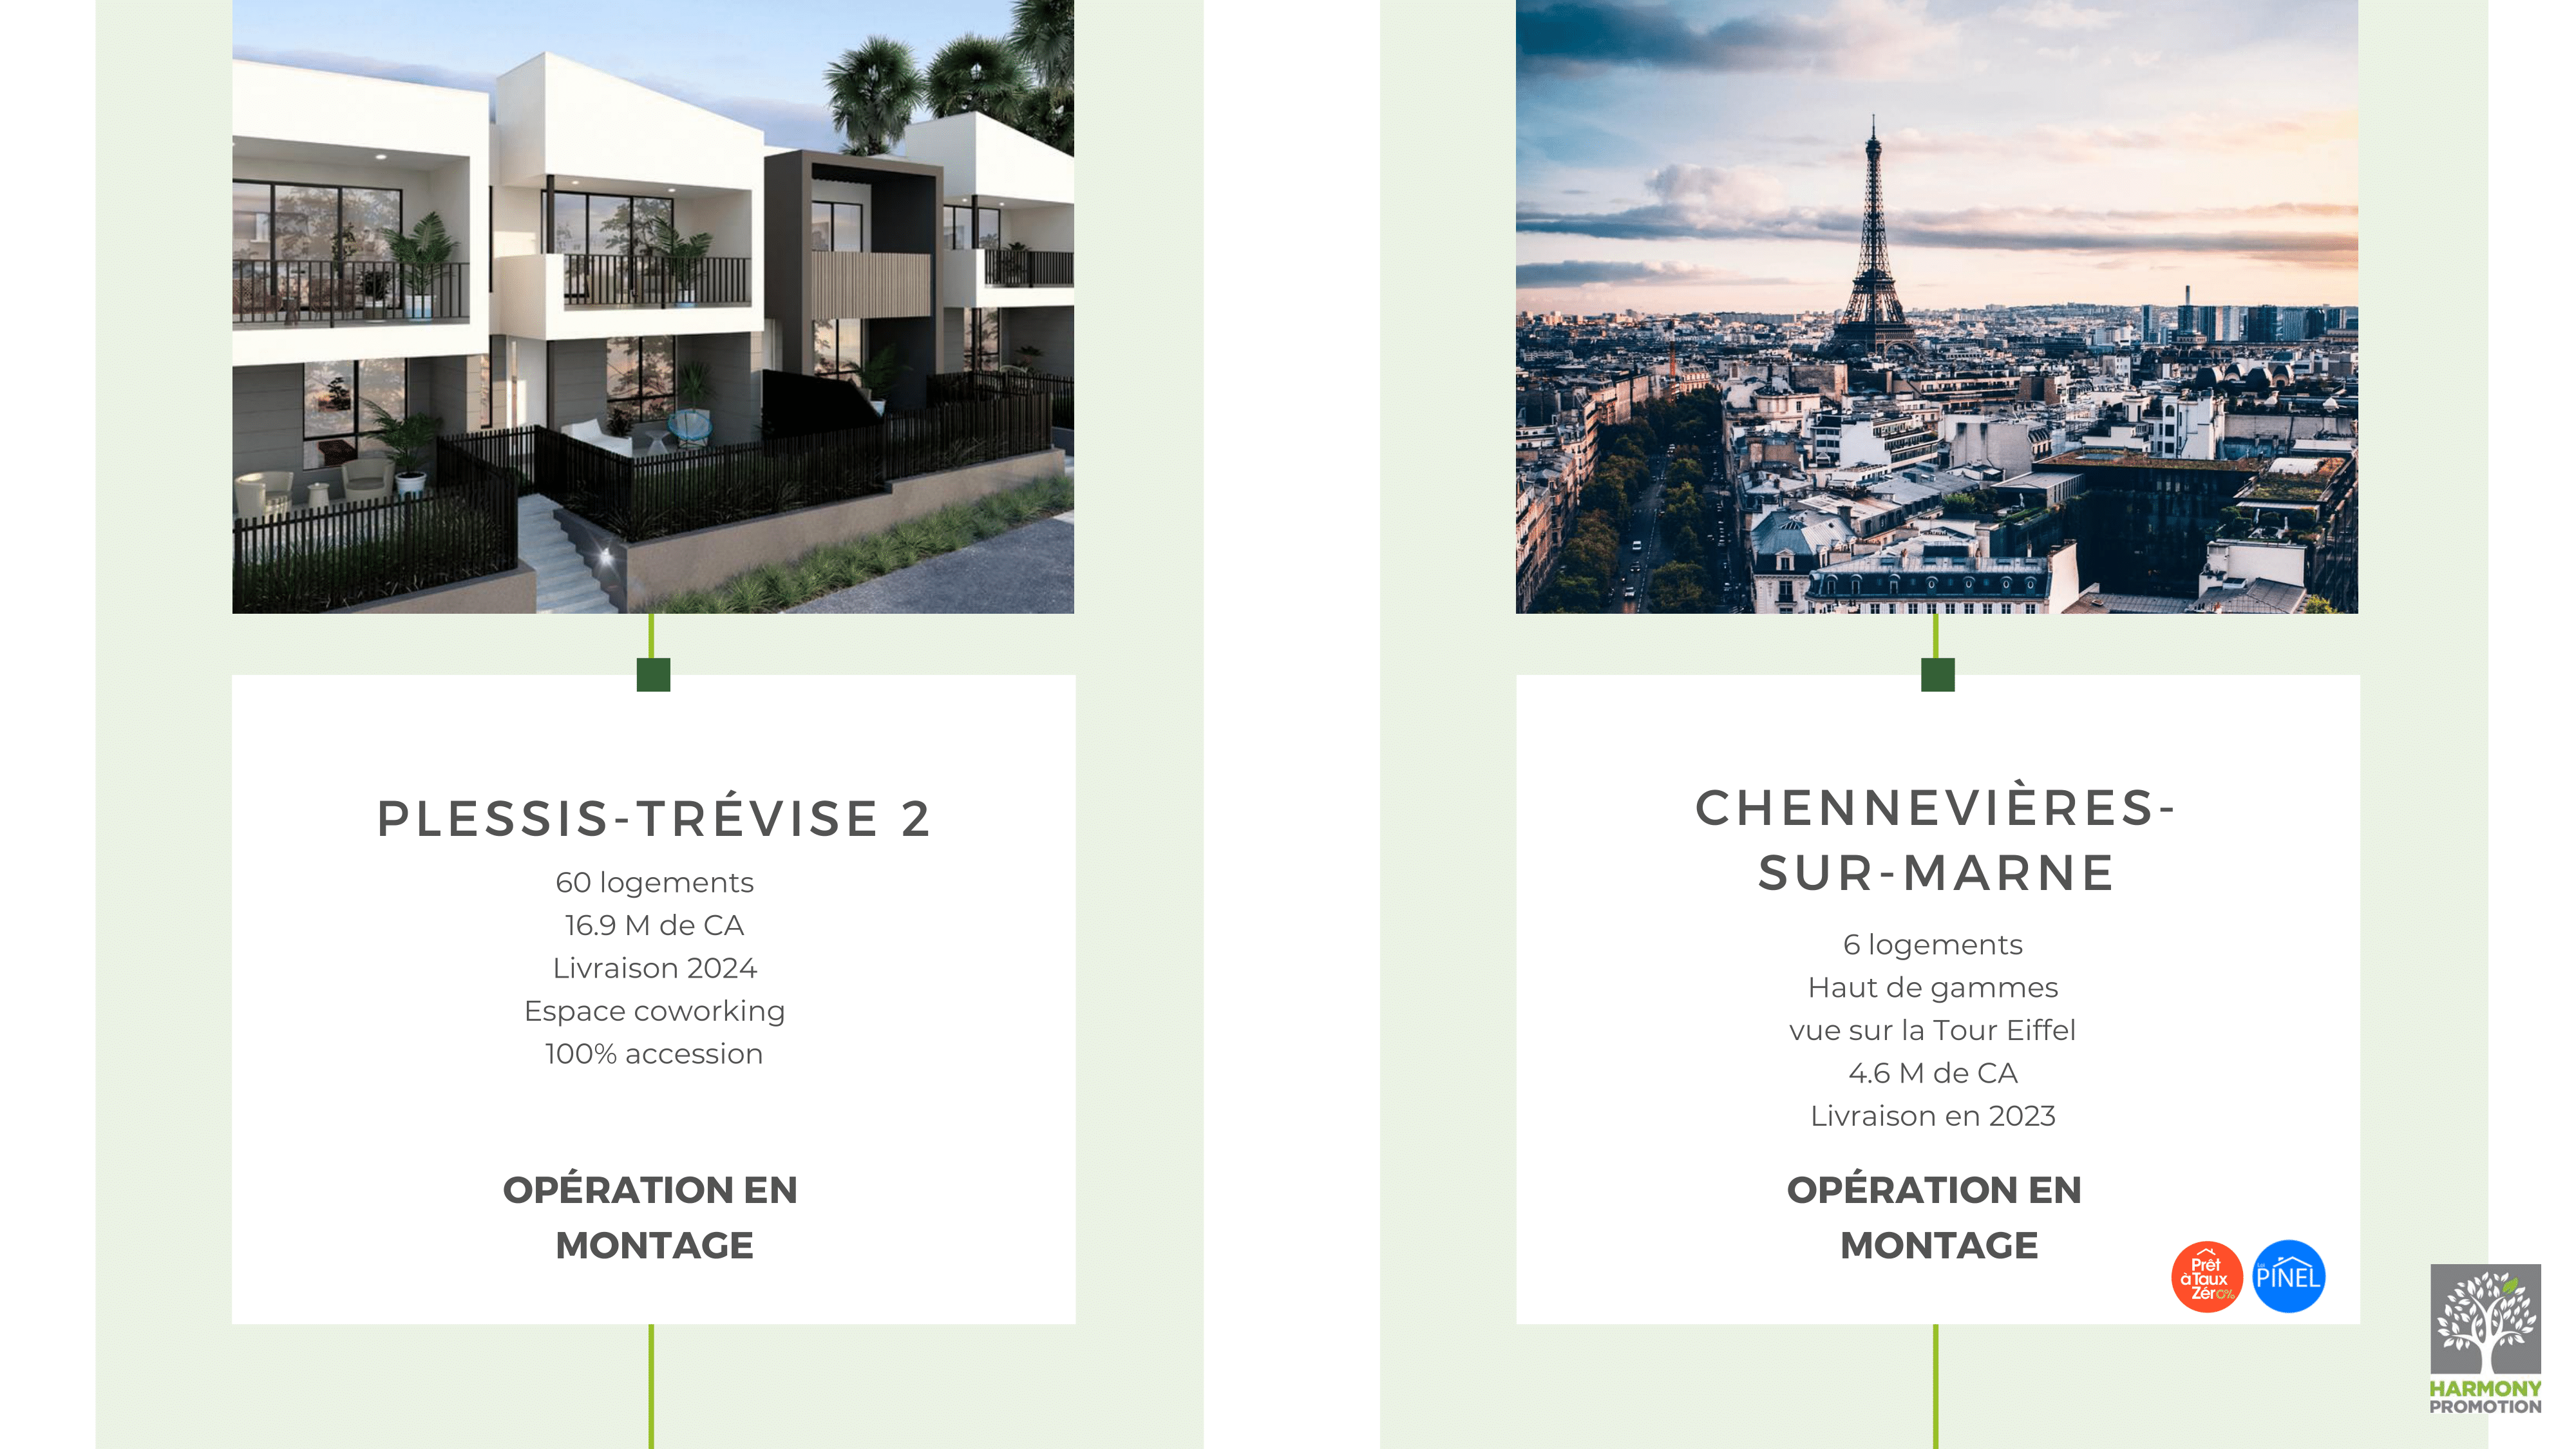 PLESSIS-TRÉVISE 2
60 logements
16.9 M de CA
Livraison 2024
Espace coworking
100% accession
OPÉRATION EN
MONTAGE
CHENNEVIÈRES-
SUR-MARNE
6 logements
Haut de gammes
vue sur la Tour Eiffel
4.6 M de CA
Livraison en 2023
OPÉRATION EN
MONTAGE
Prêt
à Taux
Zér0%
PINEL
HARMONY
PROMOTION